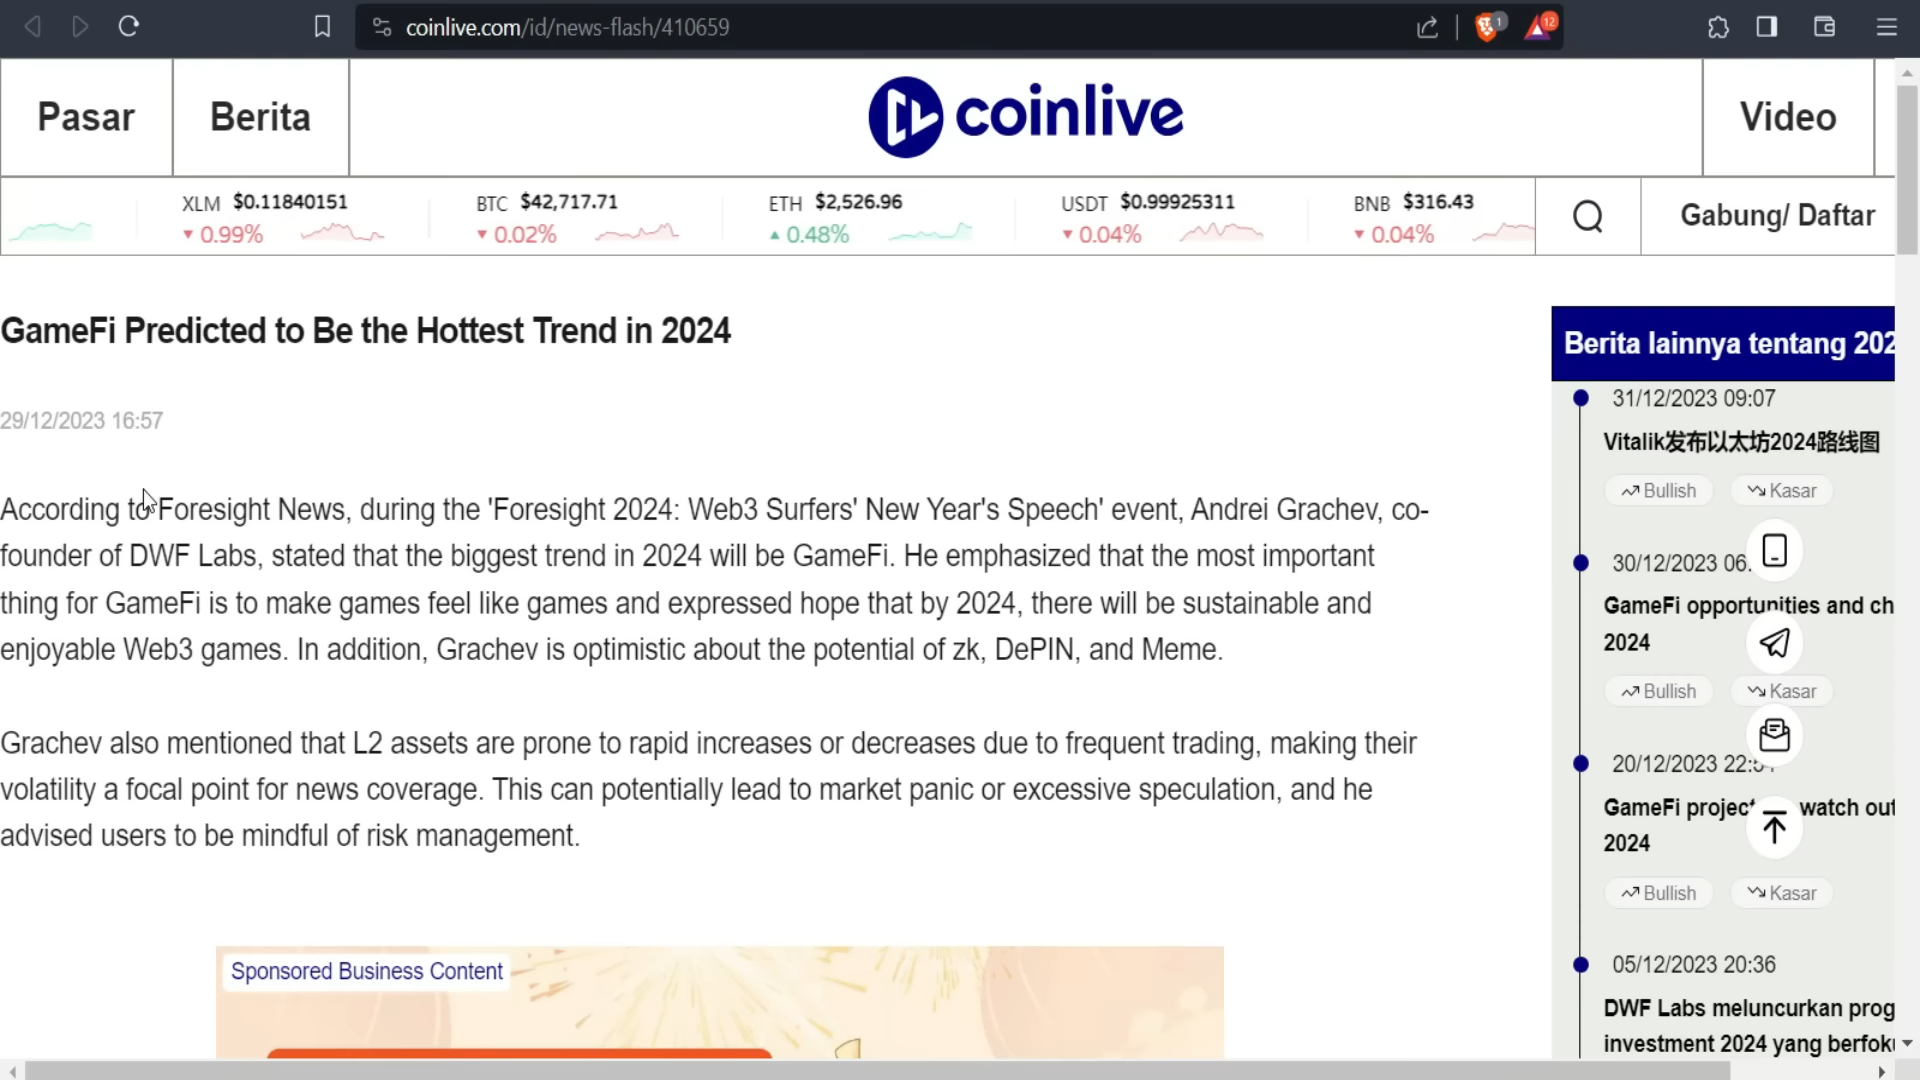 coinlive.com/id/news-flash/410659
1
12
Pasar
Berita
coinlive
Video
XLM $0.11840151
0.99%
BTC $42,717.71
0.02%
ETH $2,526.96
0.48%
USDT $0.99925311
0.04%
BNB $316.43
0.04%
Gabung/ Daftar
GameFi Predicted to Be the Hottest Trend in 2024
29/12/2023 16:57
According to Foresight News, during the 'Foresight 2024: Web3 Surfers' New Year's Speech' event, Andrei Grachev, co-
founder of DWF Labs, stated that the biggest trend in 2024 will be GameFi. He emphasized that the most important
thing for GameFi is to make games feel like games and expressed hope that by 2024, there will be sustainable and
enjoyable Web3 games. In addition, Grachev is optimistic about the potential of zk, DePIN, and Meme.
Grachev also mentioned that L2 assets are prone to rapid increases or decreases due to frequent trading, making their
volatility a focal point for news coverage. This can potentially lead to market panic or excessive speculation, and he
advised users to be mindful of risk management.
Sponsored Business Content
Berita lainnya tentang 202
31/12/2023 09:07
Vitalik发布以太坊2024路线图
Bullish Kasar
30/12/2023 06:
GameFi opportunities and ch
2024
Bullish Kasar
20/12/2023 22:
GameFi project watch out
2024
Bullish Kasar
05/12/2023 20:36
DWF Labs meluncurkan prog
investment 2024 yang berfok